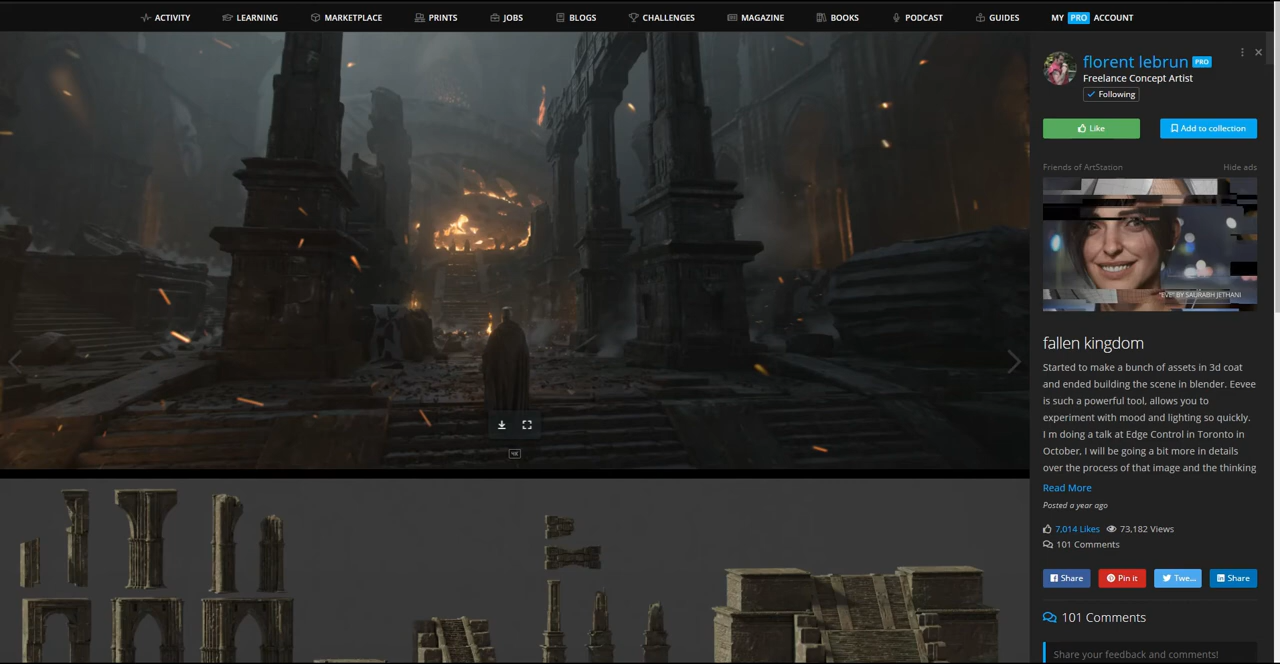 ACTIVITY LEARNING MARKETPLACE PRINTS JOBS BLOGS CHALLENGES MAGAZINE BOOKS PODCAST GUIDES MY PRO ACCOUNT
florent lebrun PRO
Freelance Concept Artist
Following
Like Add to collection
Friends of ArtStation Hide ads
"EVE" BY SAURABH JETHANI
fallen kingdom
Started to make a bunch of assets in 3d coat
and ended building the scene in blender. Eevee
is such a powerful tool, allows you to
experiment with mood and lighting so quickly.
I m doing a talk at Edge Control in Toronto in
October, I will be going a bit more in details
over the process of that image and the thinking
Read More
Posted a year ago
7,014 Likes 73,182 Views
101 Comments
Share Pin it Twe... Share
101 Comments
Share your feedback and comments!
4K